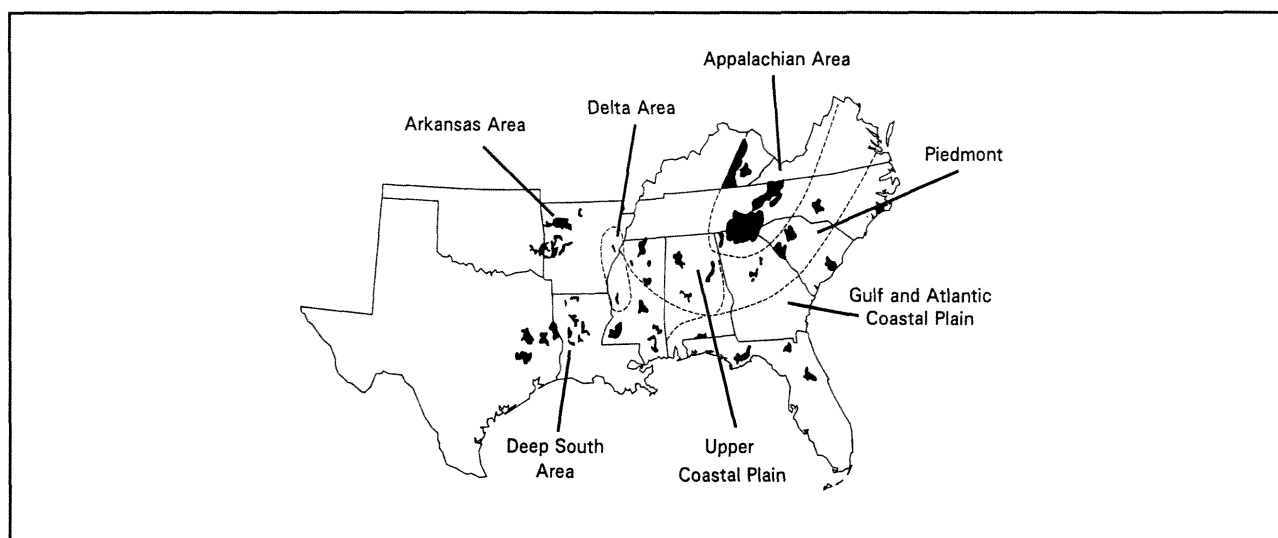 Appalachian Area
Delta Area
Arkansas Area
Piedmont
Gulf and Atlantic
Coastal Plain
Deep South
Area
Upper
Coastal Plain